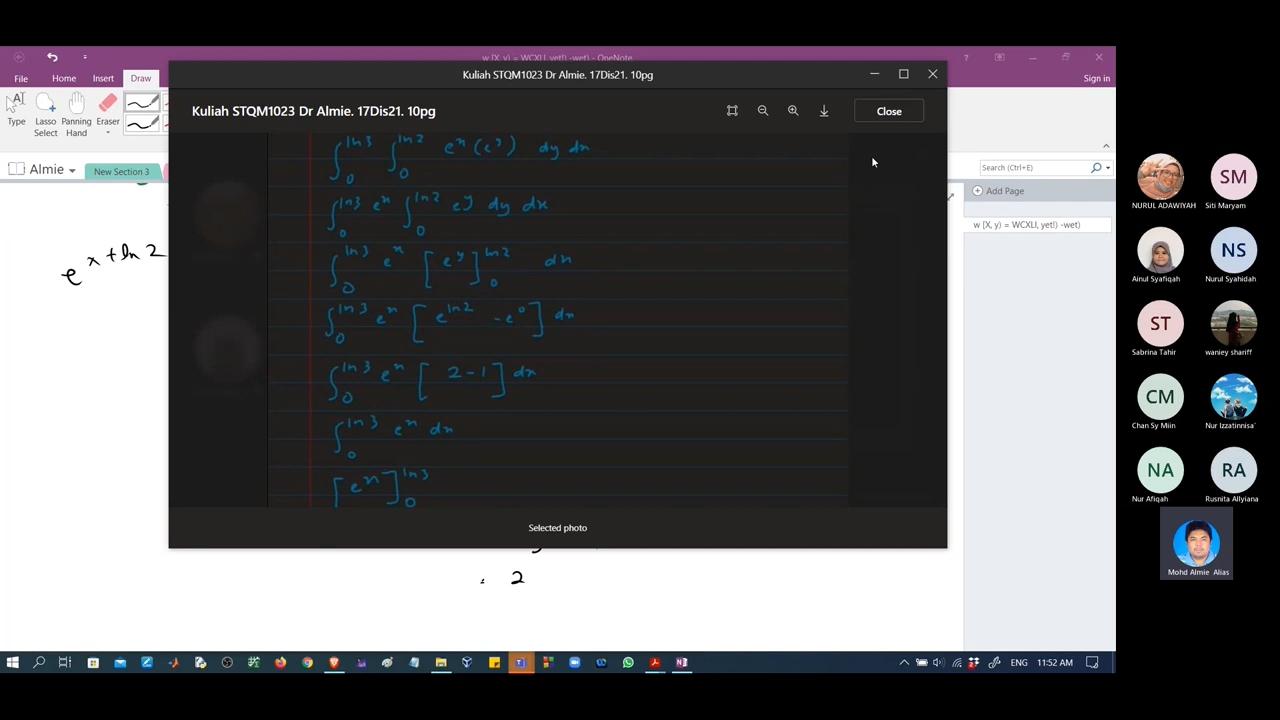 w [X, y) = WCXLI, yet!) -wet) - OneNote
Kuliah STQM1023 Dr Almie. 17Dis21. 10pg
File Home Insert Draw
Sign in
Type
Lasso Select
Panning Hand
Eraser
Kuliah STQM1023 Dr Almie. 17Dis21. 10pg
Close
Almie
New Section 3
Search (Ctrl+E)
Add Page
w [X, y) = WCXLI, yet!) -wet)
e^{x + ln 2}
∫_0^{ln 3} ∫_0^{ln 2} e^x (e^y) dy dx
∫_0^{ln 3} e^x ∫_0^{ln 2} e^y dy dx
∫_0^{ln 3} e^x [e^y]_0^{ln 2} dx
∫_0^{ln 3} e^x [e^{ln 2} - e^0] dx
∫_0^{ln 3} e^x [2 - 1] dx
∫_0^{ln 3} e^x dx
[e^x]_0^{ln 3}
Selected photo
2
NURUL ADAWIYAH
SM
Siti Maryam
Ainul Syafiqah
NS
Nurul Syahidah
ST
Sabrina Tahir
waniey shariff
CM
Chan Sy Miin
Nur Izzatinnisa'
NA
Nur Afiqah
RA
Rusnita Allyiana
Mohd Almie Alias
ENG
11:52 AM